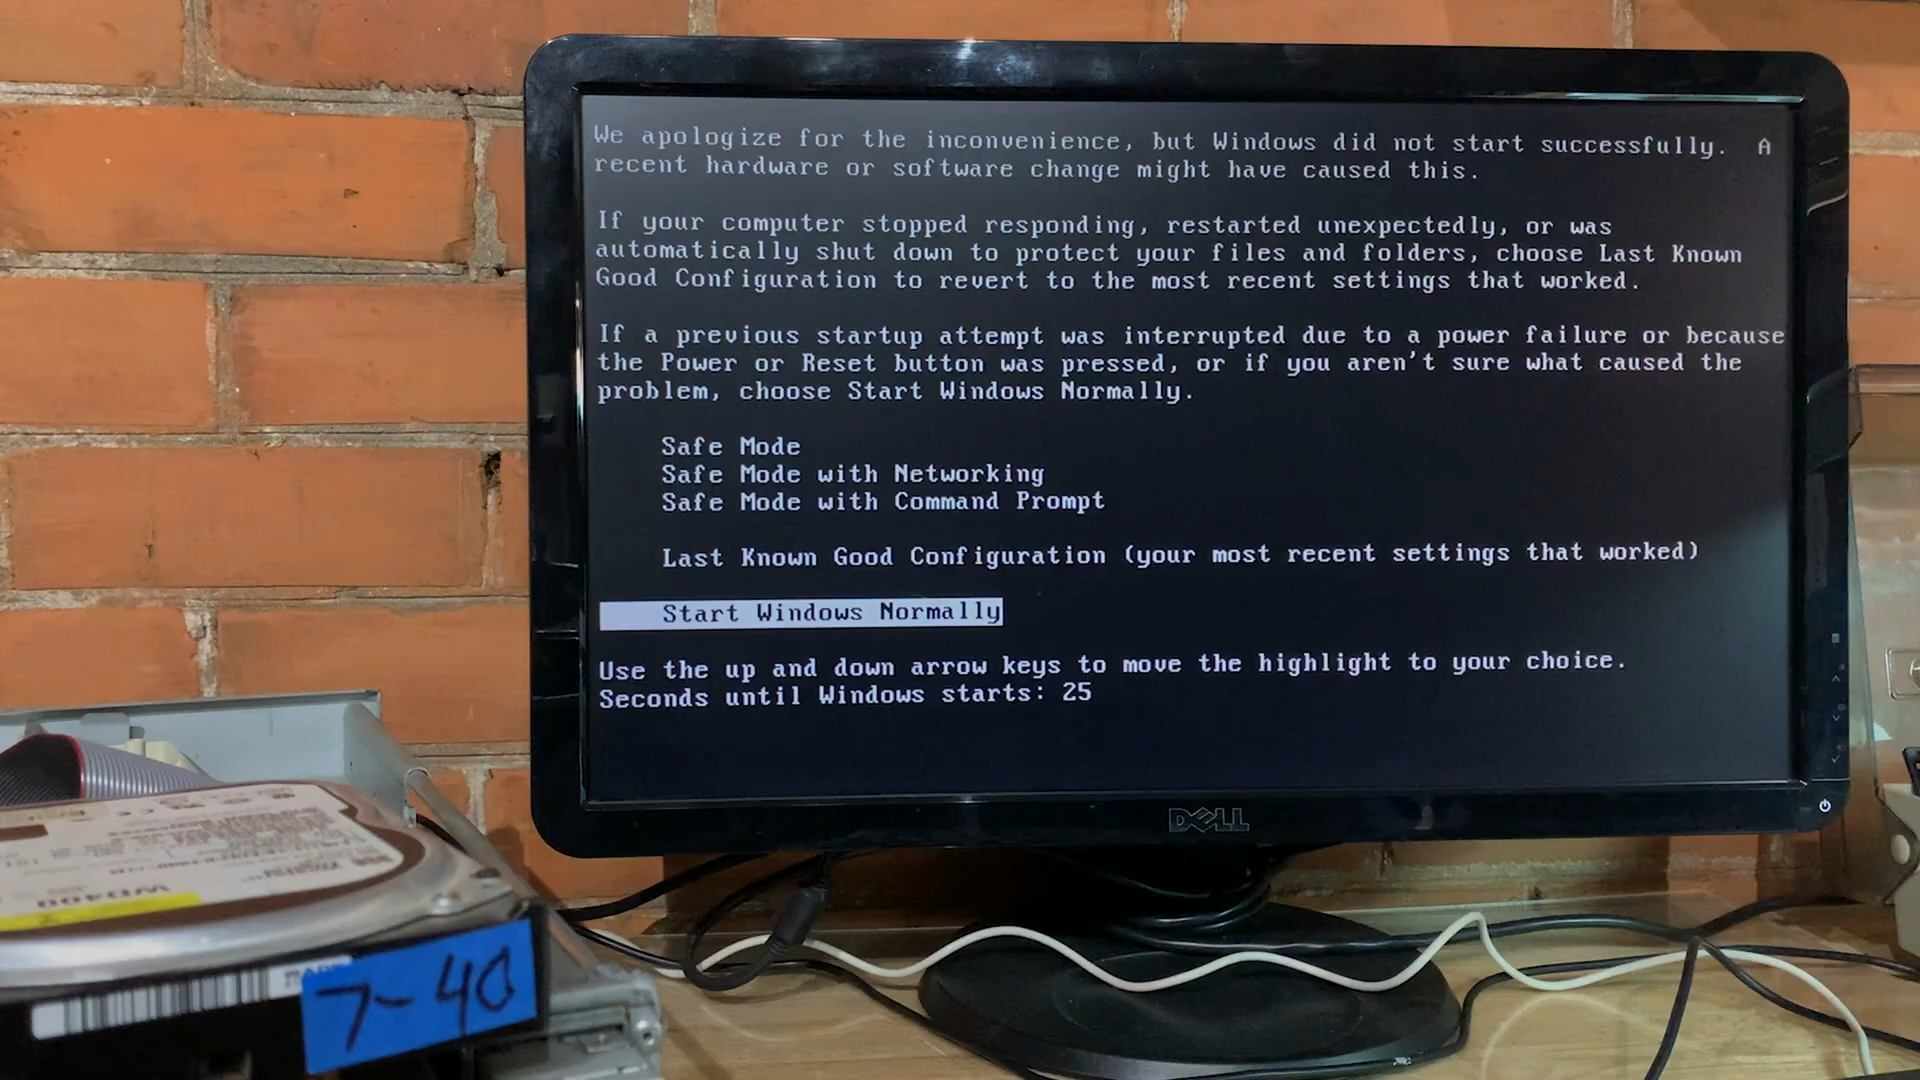 We apologize for the inconvenience, but Windows did not start successfully. A
recent hardware or software change might have caused this.
If your computer stopped responding, restarted unexpectedly, or was
automatically shut down to protect your files and folders, choose Last Known
Good Configuration to revert to the most recent settings that worked.
If a previous startup attempt was interrupted due to a power failure or because
the Power or Reset button was pressed, or if you aren't sure what caused the
problem, choose Start Windows Normally.
Safe Mode
Safe Mode with Networking
Safe Mode with Command Prompt
Last Known Good Configuration (your most recent settings that worked)
Start Windows Normally
Use the up and down arrow keys to move the highlight to your choice.
Seconds until Windows starts: 25
DELL
WD400
7-40